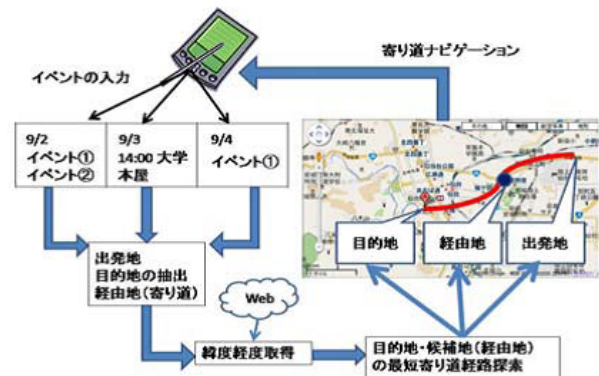 寄り道ナビゲーション
イベントの入力
9/2
イベント①
イベント②
9/3
14:00 大学
本屋
9/4
イベント①
目的地
経由地
出発地
出発地
目的地の抽出
経由地(寄り道)
Web
緯度経度取得
目的地・候補地(経由地)
の最短寄り道経路探索